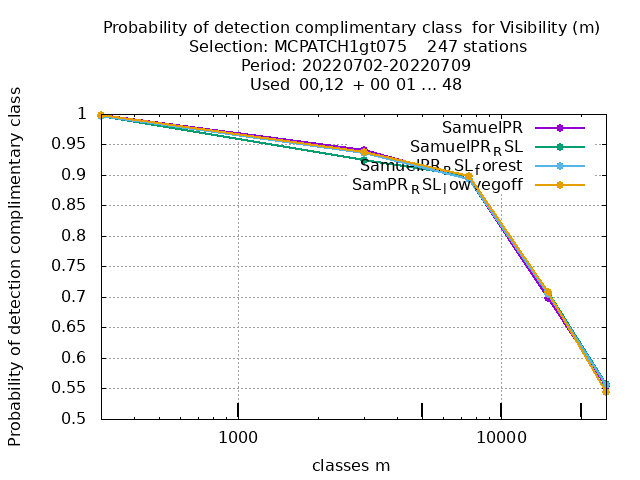 Probability of detection complimentary class  for Visibility (m)
Selection: MCPATCH1gt075    247 stations
Period: 20220702-20220709
Used  00,12  + 00 01 ... 48
Probability of detection complimentary class
1
0.95
0.9
0.85
0.8
0.75
0.7
0.65
0.6
0.55
0.5
SamuelPR
SamuelPR_RSL
SamuelPR_RSL_forest
SamPR_RSL_lowvegoff
1000
10000
classes m